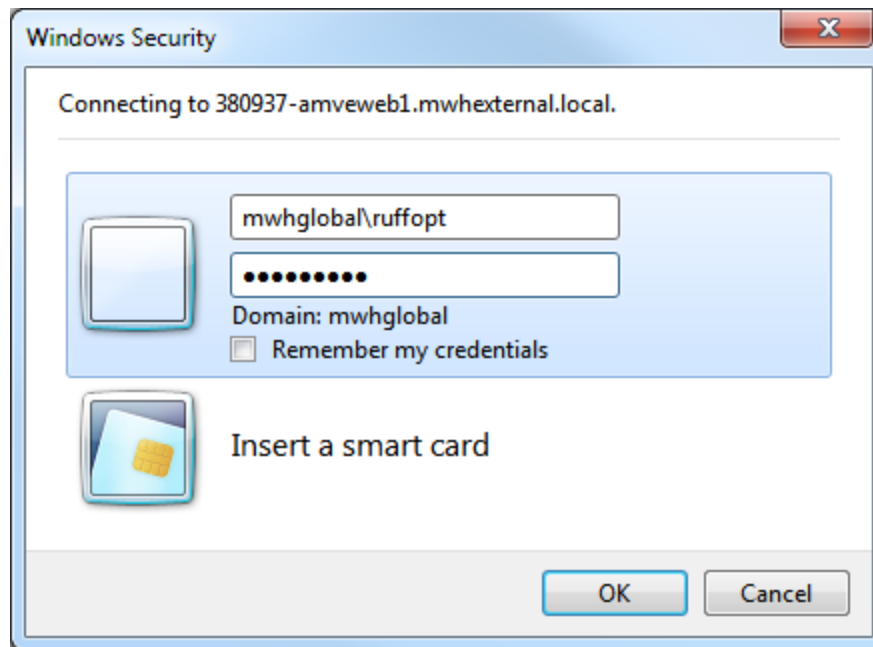 Windows Security
Connecting to 380937-amveweb1.mwhexternal.local.
mwhglobal\ruffopt
●●●●●●●●●
Domain: mwhglobal
Remember my credentials
Insert a smart card
OK
Cancel